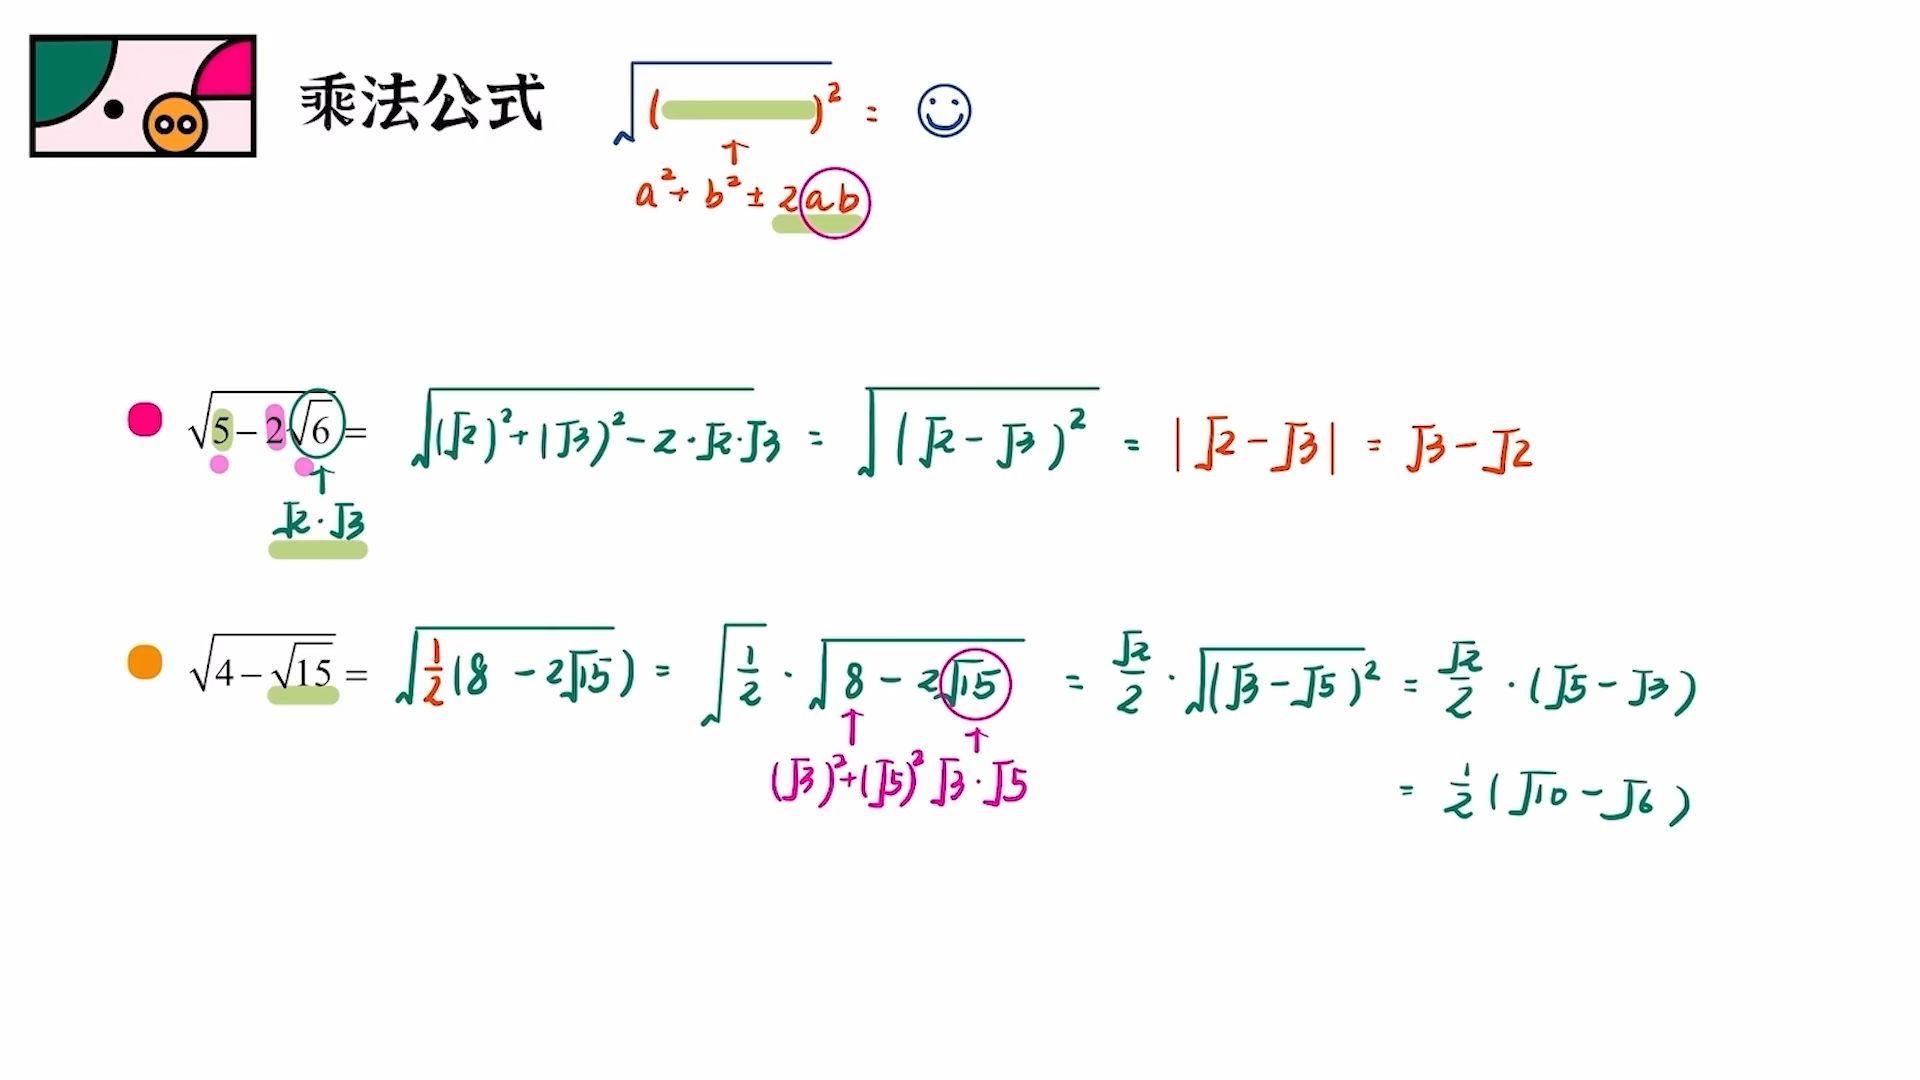 乘法公式 √( )² =
a² + b² ± 2ab
√(5-2√6) = √((√2)²+(√3)²-2·√2·√3) = √((√2-√3)²) = |√2-√3| = √3-√2
√2·√3
√(4-√15) = √(½(8-2√15)) = √(½)·√(8-2√15) = √2/2·√((√3-√5)²) = √2/2·(√5-√3)
(√3)²+(√5)² √3·√5
= ½(√10-√6)